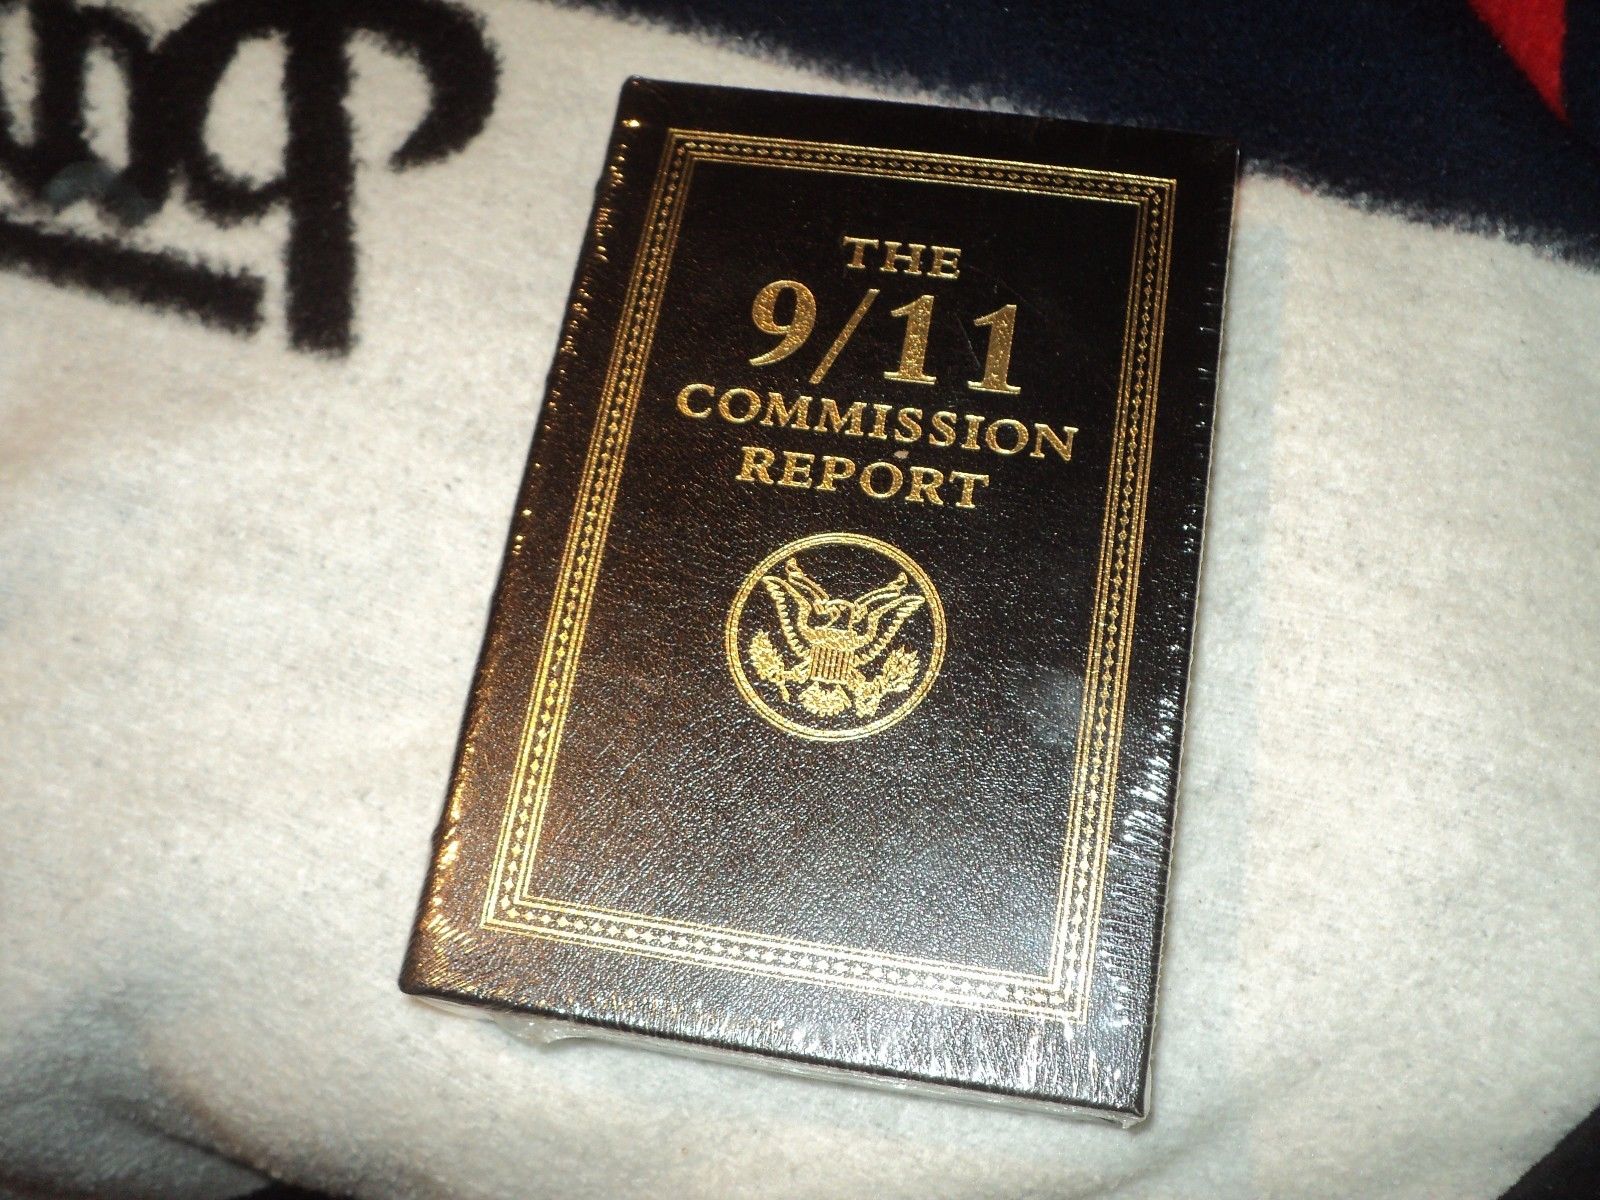 THE
9/11
COMMISSION
REPORT